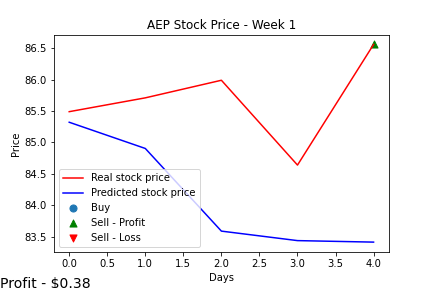 AEP Stock Price - Week 1
Price
86.5
86.0
85.5
85.0
84.5
84.0
83.5
Real stock price
Predicted stock price
Buy
Sell - Profit
Sell - Loss
0.0 0.5 1.0 1.5 2.0 2.5 3.0 3.5 4.0
Days
Profit - $0.38